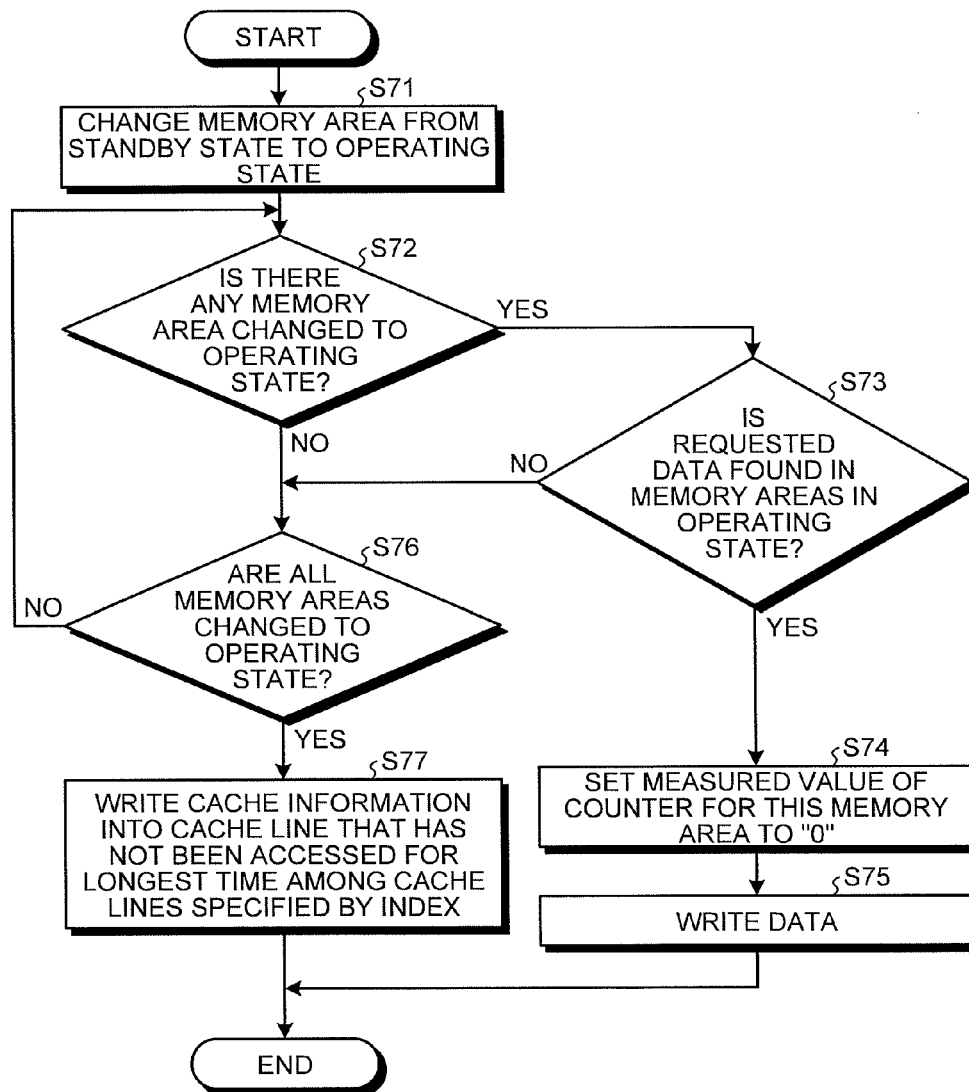 START
S71
CHANGE MEMORY AREA FROM
STANDBY STATE TO OPERATING
STATE
S72
IS THERE
ANY MEMORY
AREA CHANGED TO
OPERATING
STATE?
YES
NO
S73
IS
REQUESTED
DATA FOUND IN
MEMORY AREAS IN
OPERATING
STATE?
NO
YES
S76
ARE ALL
MEMORY AREAS
CHANGED TO
OPERATING
STATE?
NO
YES
S77
WRITE CACHE INFORMATION
INTO CACHE LINE THAT HAS
NOT BEEN ACCESSED FOR
LONGEST TIME AMONG CACHE
LINES SPECIFIED BY INDEX
S74
SET MEASURED VALUE OF
COUNTER FOR THIS MEMORY
AREA TO "0"
S75
WRITE DATA
END